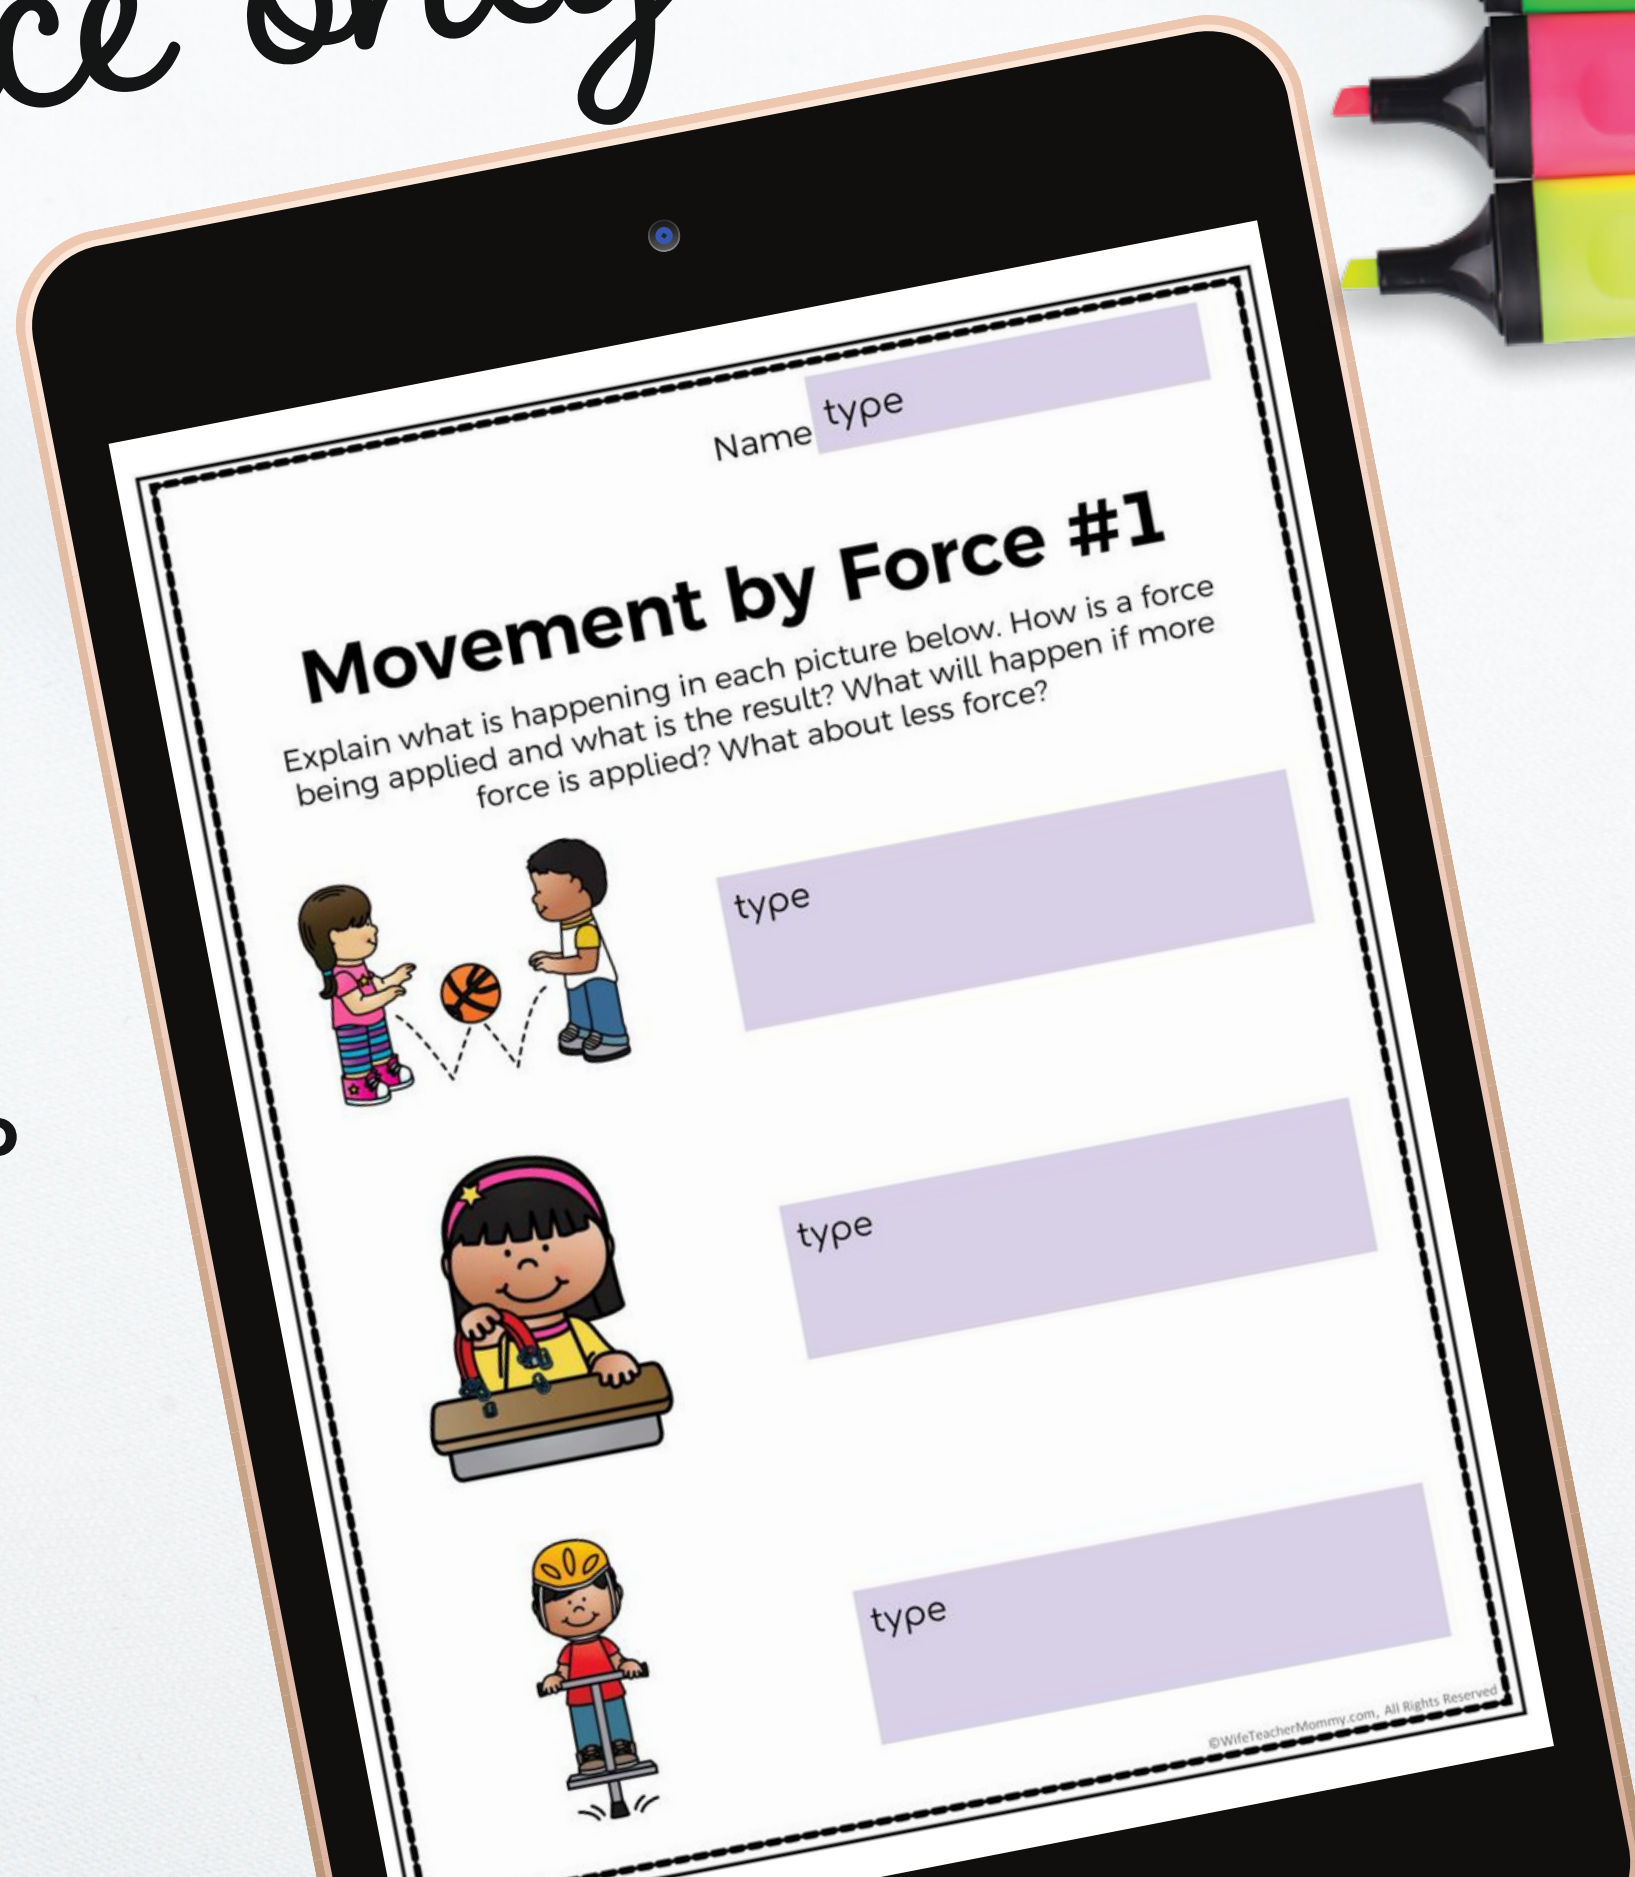 only
Name type
Movement by Force #1
Explain what is happening in each picture below. How is a force
being applied and what is the result? What will happen if more
force is applied? What about less force?
type
type
type
©WifeTeacherMommy.com, All Rights Reserved